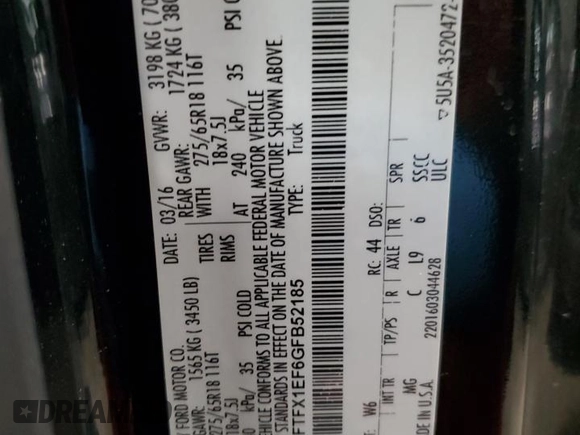 FORD MOTOR CO.
DATE: 03/16 GVWR: 3198 KG ( 70
GAWR: REAR GAWR: 1724 KG ( 380
1565 KG ( 3450 LB) WITH 275/65R18 116T
275/65R18 116T TIRES 18x7.5J
18x7.5J RIMS
kPa/ 35 PSI COLD AT 240 kPa/ 35 PSI CO
VEHICLE CONFORMS TO ALL APPLICABLE FEDERAL MOTOR VEHICLE
STANDARDS IN EFFECT ON THE DATE OF MANUFACTURE SHOWN ABOVE.
FTFX1EF6GFB52185 TYPE: Truck
W6 RC: 44 DSO:
INT TR TP/PS R AXLE TR SPR
MG C L9 6 SSCC
MADE IN U.S.A. 2201603044628 ULC
5U5A-3520472-
DREAM